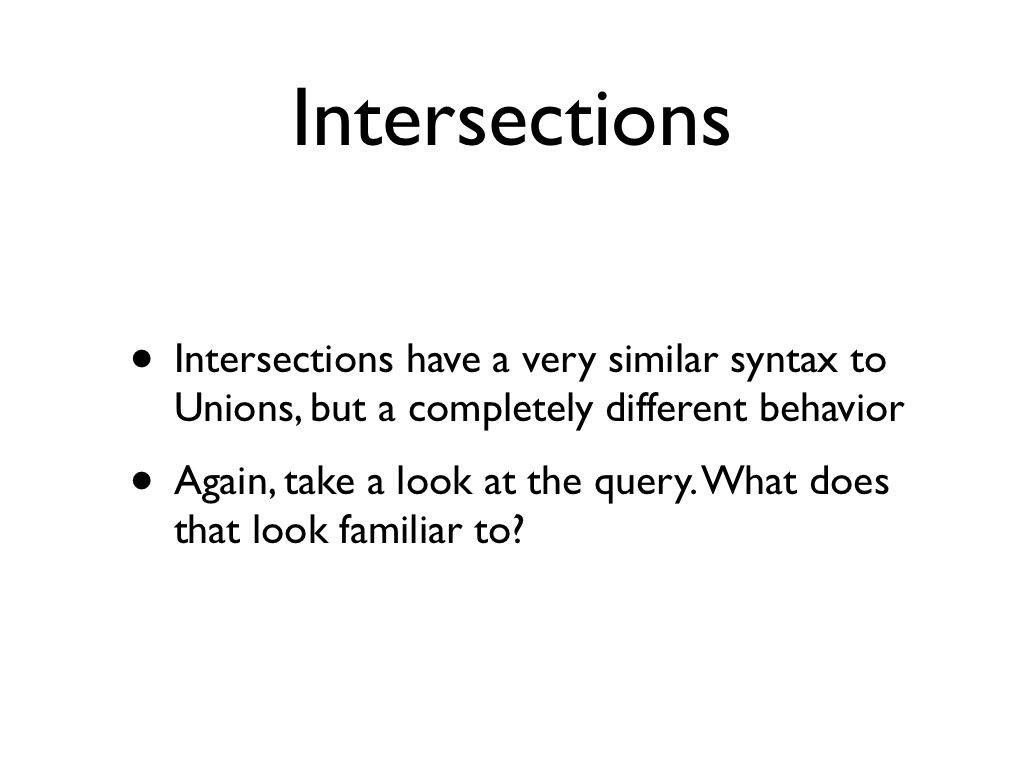 Intersections
• Intersections have a very similar syntax to
Unions, but a completely different behavior
• Again, take a look at the query. What does
that look familiar to?